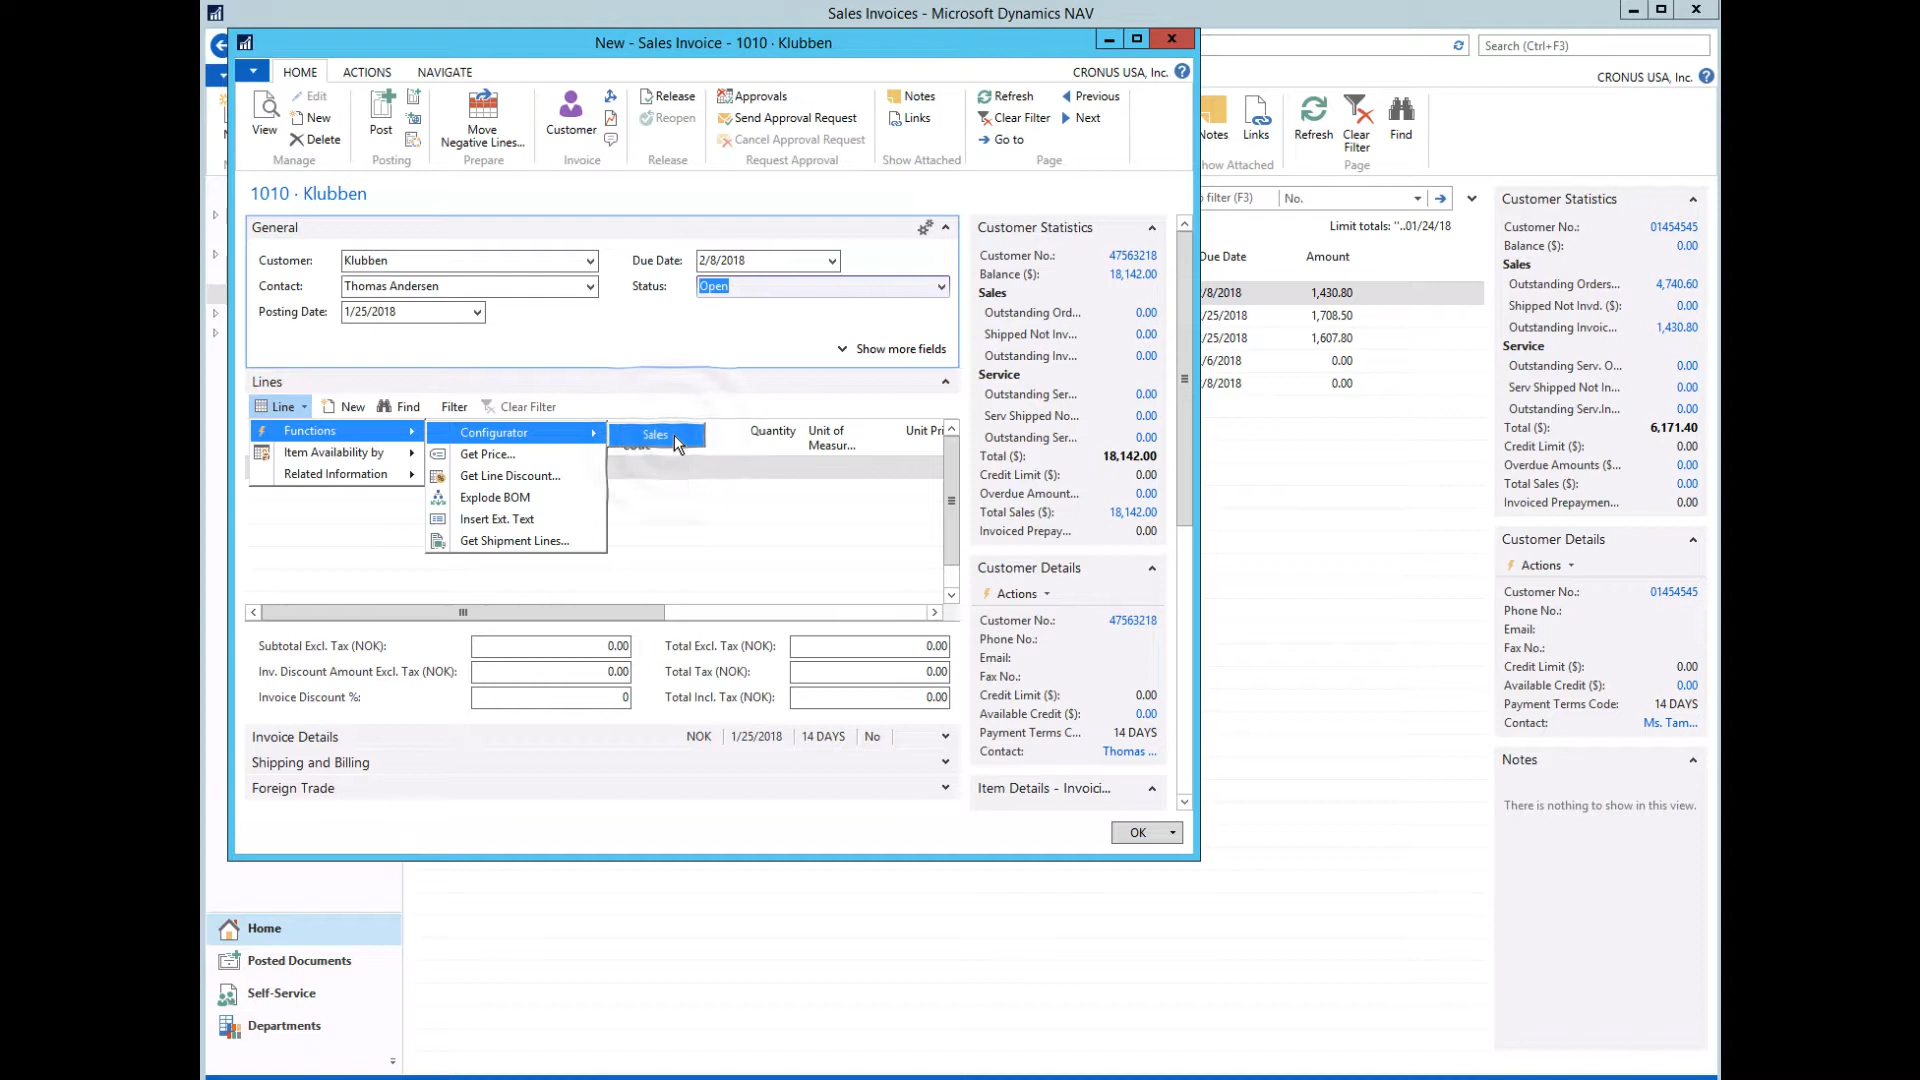 Sales Invoices - Microsoft Dynamics NAV
New - Sales Invoice - 1010 · Klubben
Search (Ctrl+F3)
HOME ACTIONS NAVIGATE
CRONUS USA, Inc.
CRONUS USA, Inc.
View
Edit
New
Delete
Manage
Post
Posting
Move Negative Lines...
Prepare
Customer
Invoice
Release
Reopen
Release
Approvals
Send Approval Request
Cancel Approval Request
Request Approval
Notes
Links
Show Attached
Refresh
Clear Filter
Go to
Previous
Next
Page
Notes
Links
how Attached
Refresh
Clear Filter
Find
Page
1010 · Klubben
General
Customer: Klubben
Contact: Thomas Andersen
Posting Date: 1/25/2018
Due Date: 2/8/2018
Status: Open
Show more fields
Lines
Line New Find Filter Clear Filter
Functions
Item Availability by
Related Information
Configurator
Get Price...
Get Line Discount...
Explode BOM
Insert Ext. Text
Get Shipment Lines...
Sales
Quantity
Unit of Measur...
Unit Pri
Subtotal Excl. Tax (NOK): 0.00
Inv. Discount Amount Excl. Tax (NOK): 0.00
Invoice Discount %: 0
Total Excl. Tax (NOK): 0.00
Total Tax (NOK): 0.00
Total Incl. Tax (NOK): 0.00
Invoice Details NOK 1/25/2018 14 DAYS No
Shipping and Billing
Foreign Trade
Customer Statistics
Customer No.: 47563218
Balance ($): 18,142.00
Sales
Outstanding Ord... 0.00
Shipped Not Inv... 0.00
Outstanding Inv... 0.00
Service
Outstanding Ser... 0.00
Serv Shipped No... 0.00
Outstanding Ser... 0.00
Total ($): 18,142.00
Credit Limit ($): 0.00
Overdue Amount... 0.00
Total Sales ($): 18,142.00
Invoiced Prepay... 0.00
Customer Details
Actions
Customer No.: 47563218
Phone No.:
Email:
Fax No.:
Credit Limit ($): 0.00
Available Credit ($): 0.00
Payment Terms C... 14 DAYS
Contact: Thomas ...
Item Details - Invoici...
OK
filter (F3) No.
Limit totals: ''..01/24/18
Due Date Amount
/8/2018 1,430.80
/25/2018 1,708.50
/25/2018 1,607.80
/6/2018 0.00
/8/2018 0.00
Customer Statistics
Customer No.: 01454545
Balance ($): 0.00
Sales
Outstanding Orders... 4,740.60
Shipped Not Invd. ($): 0.00
Outstanding Invoic... 1,430.80
Service
Outstanding Serv. O... 0.00
Serv Shipped Not In... 0.00
Outstanding Serv.In... 0.00
Total ($): 6,171.40
Credit Limit ($): 0.00
Overdue Amounts ($... 0.00
Total Sales ($): 0.00
Invoiced Prepaymen... 0.00
Customer Details
Actions
Customer No.: 01454545
Phone No.:
Email:
Fax No.:
Credit Limit ($): 0.00
Available Credit ($): 0.00
Payment Terms Code: 14 DAYS
Contact: Ms. Tam...
Notes
There is nothing to show in this view.
Home
Posted Documents
Self-Service
Departments